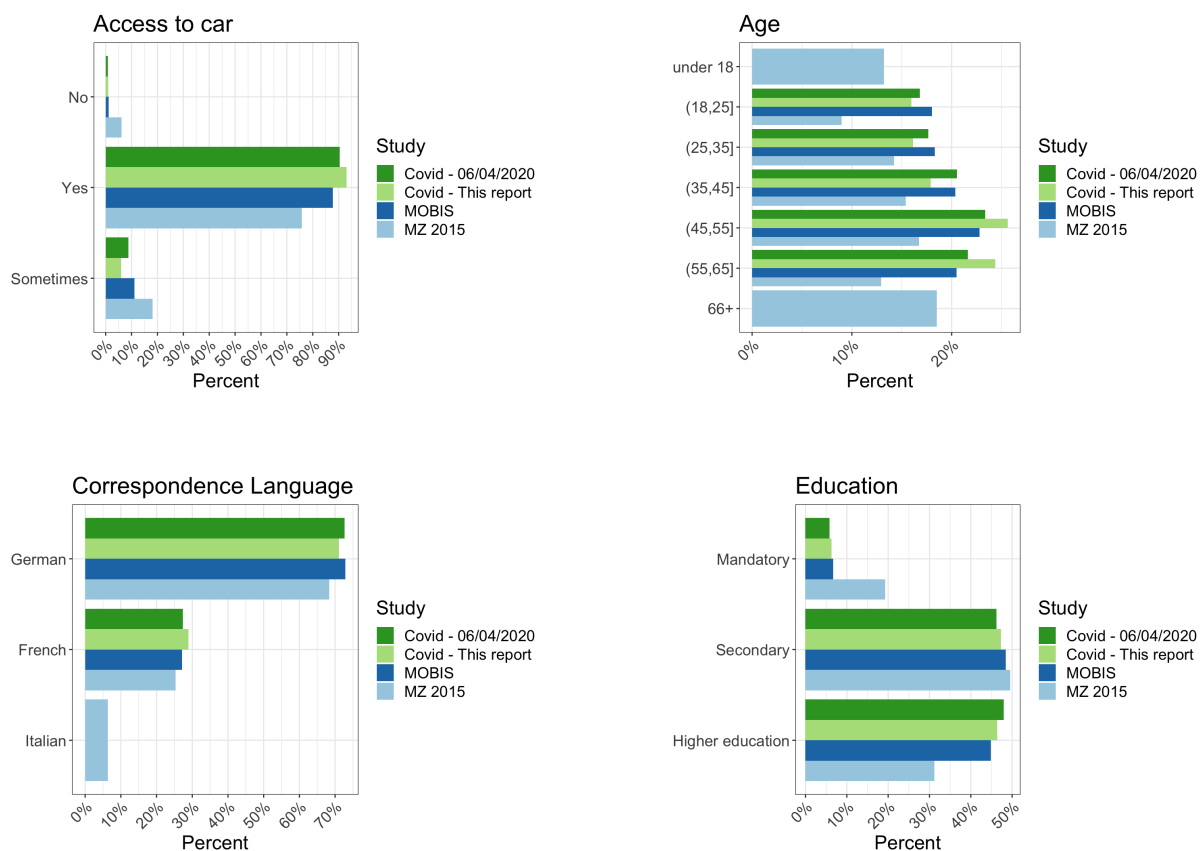 Access to car
No
Yes
Sometimes
0%
10%
20%
30%
40%
50%
60%
70%
80%
90%
Percent
Study
Covid - 06/04/2020
Covid - This report
MOBIS
MZ 2015
Age
under 18
(18,25]
(25,35]
(35,45]
(45,55]
(55,65]
66+
0%
10%
20%
Percent
Study
Covid - 06/04/2020
Covid - This report
MOBIS
MZ 2015
Correspondence Language
German
French
Italian
0%
10%
20%
30%
40%
50%
60%
70%
Percent
Study
Covid - 06/04/2020
Covid - This report
MOBIS
MZ 2015
Education
Mandatory
Secondary
Higher education
0%
10%
20%
30%
40%
50%
Percent
Study
Covid - 06/04/2020
Covid - This report
MOBIS
MZ 2015